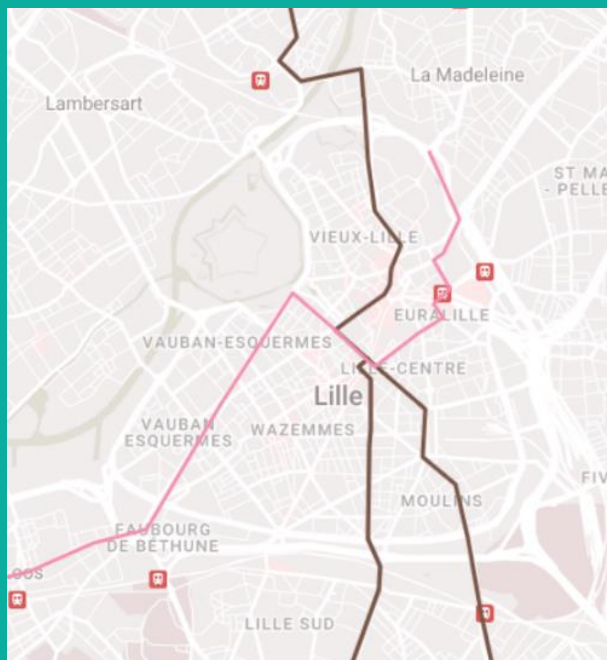 La Madeleine
Lambersart
ST MA
- PELLE
VIEUX-LILLE
EURALILLE
VAUBAN-ESQUERMES
LILLE-CENTRE
Lille
VAUBAN
ESQUERMES
WAZEMMES
FIV
MOULINS
FAUBOURG
DE BÉTHUNE
OOS
LILLE SUD